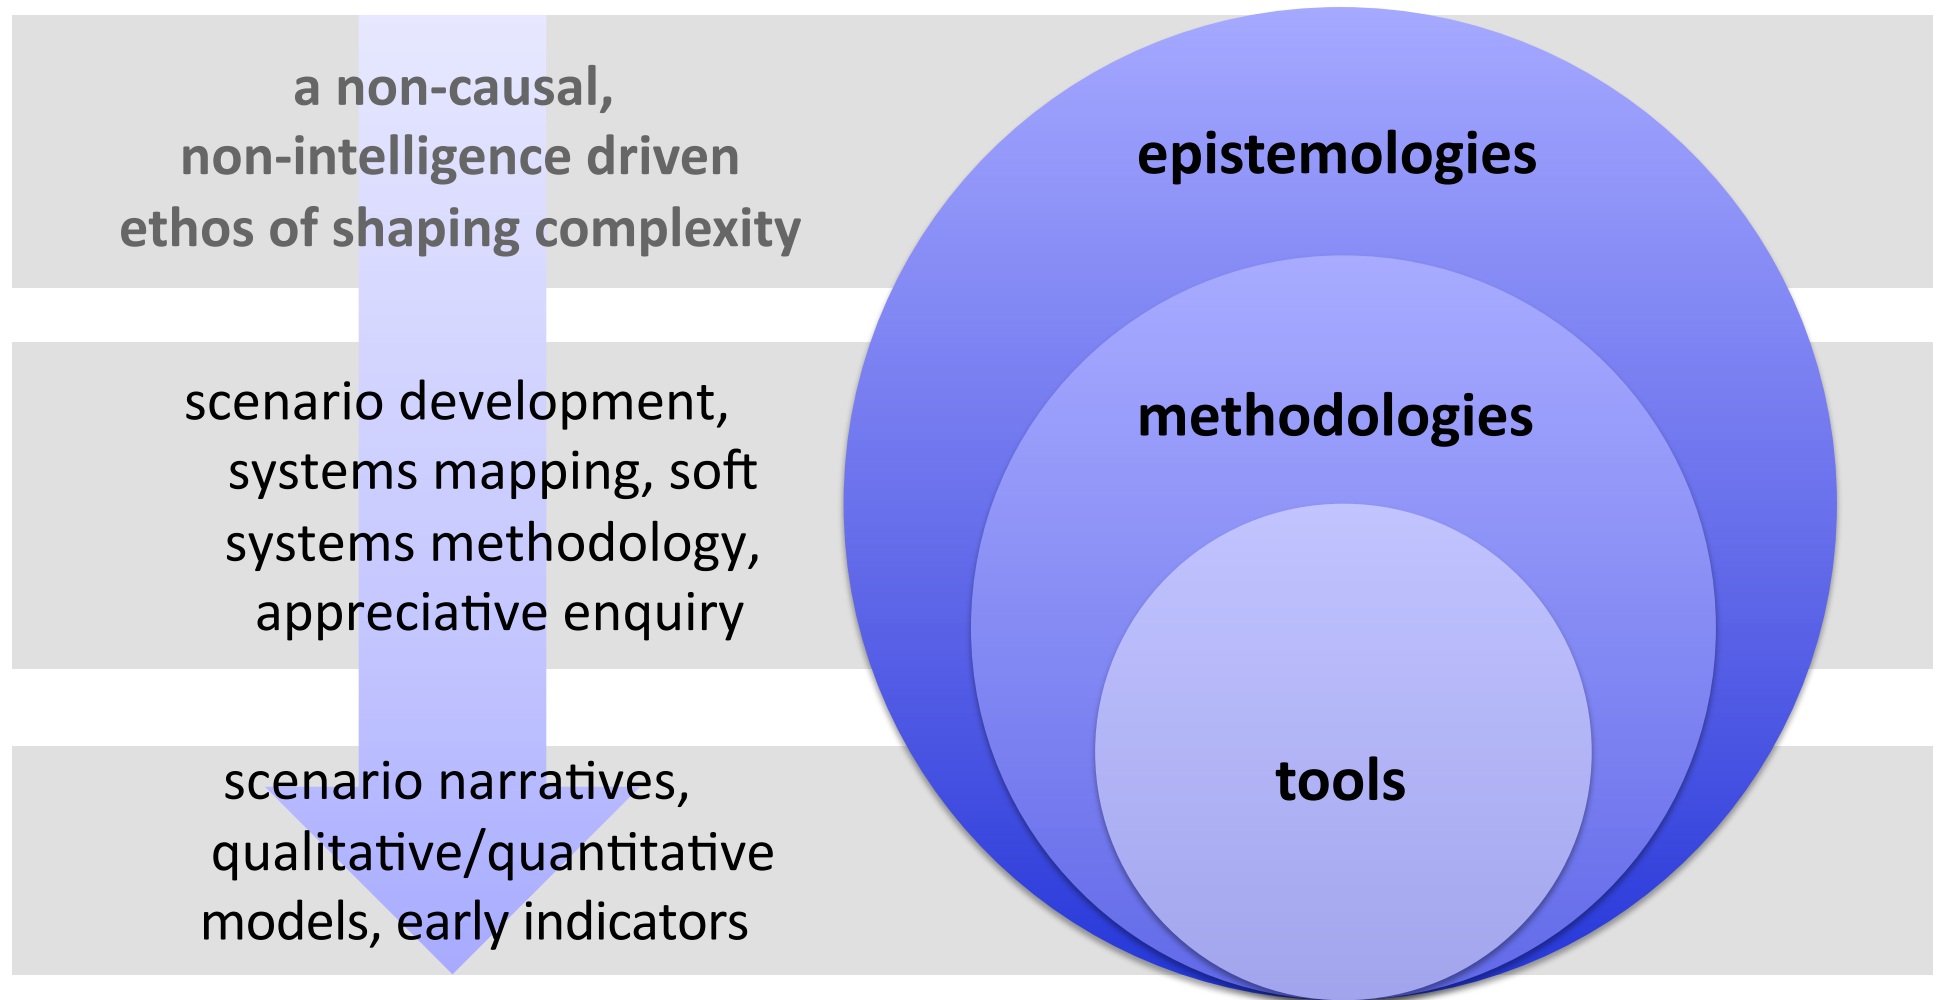 a non-causal,
non-intelligence driven
ethos of shaping complexity
epistemologies
scenario development,
systems mapping, soft
systems methodology,
appreciative enquiry
methodologies
scenario narratives,
qualitative/quantitative
models, early indicators
tools